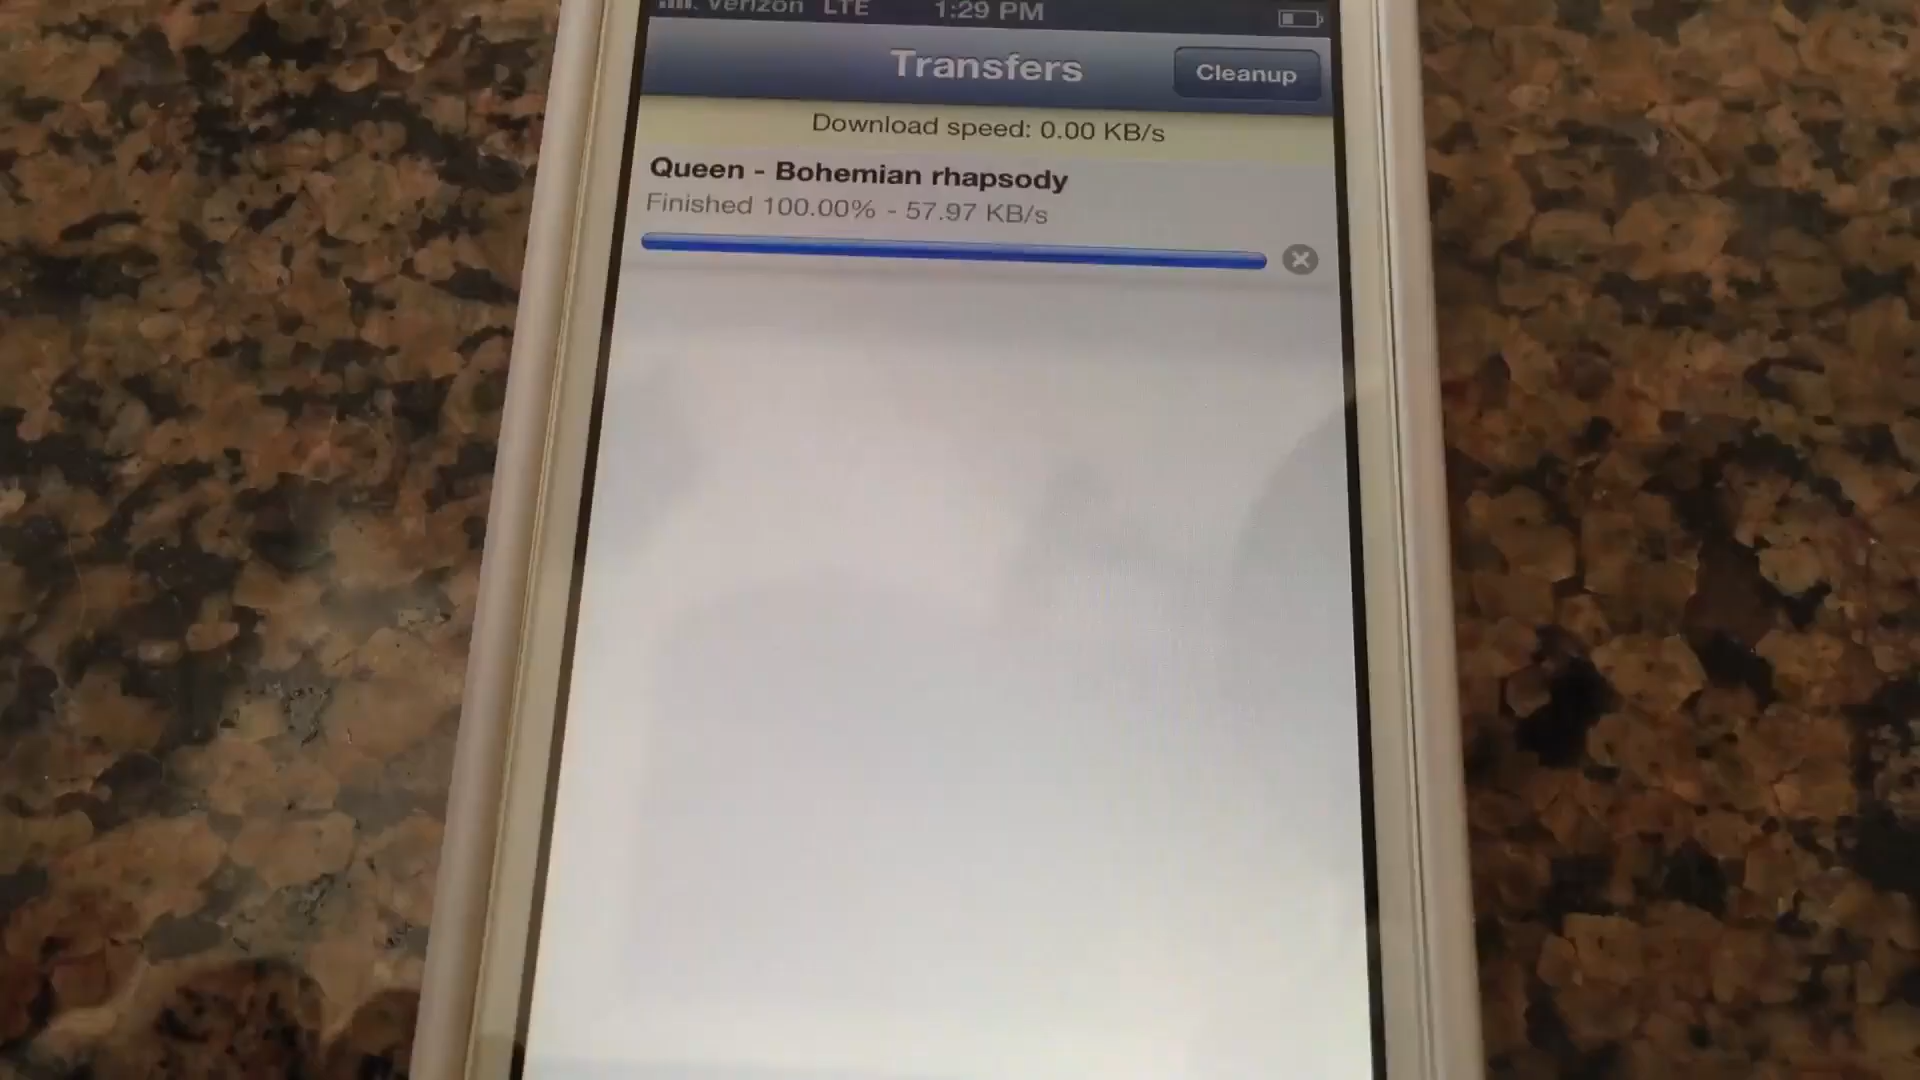 verizon LTE 1:29 PM
Transfers
Cleanup
Download speed: 0.00 KB/s
Queen - Bohemian rhapsody
Finished 100.00% - 57.97 KB/s